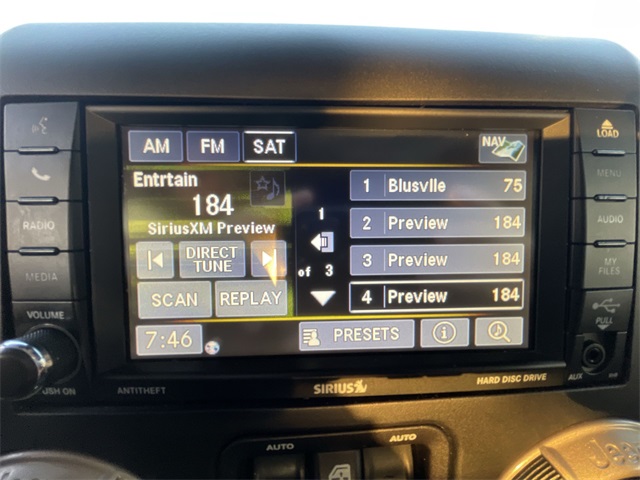 AM FM SAT NAV
LOAD
Entrtain
184
SiriusXM Preview
DIRECT TUNE
SCAN REPLAY
7:46
1
of 3
1 Blusvlle 75
2 Preview 184
3 Preview 184
4 Preview 184
PRESETS
RADIO
MEDIA
VOLUME
PUSH ON
MENU
AUDIO
MY FILES
PULL
AUX
ANTITHEFT
SIRIUS
HARD DISC DRIVE
AUTO
AUTO
Jeep